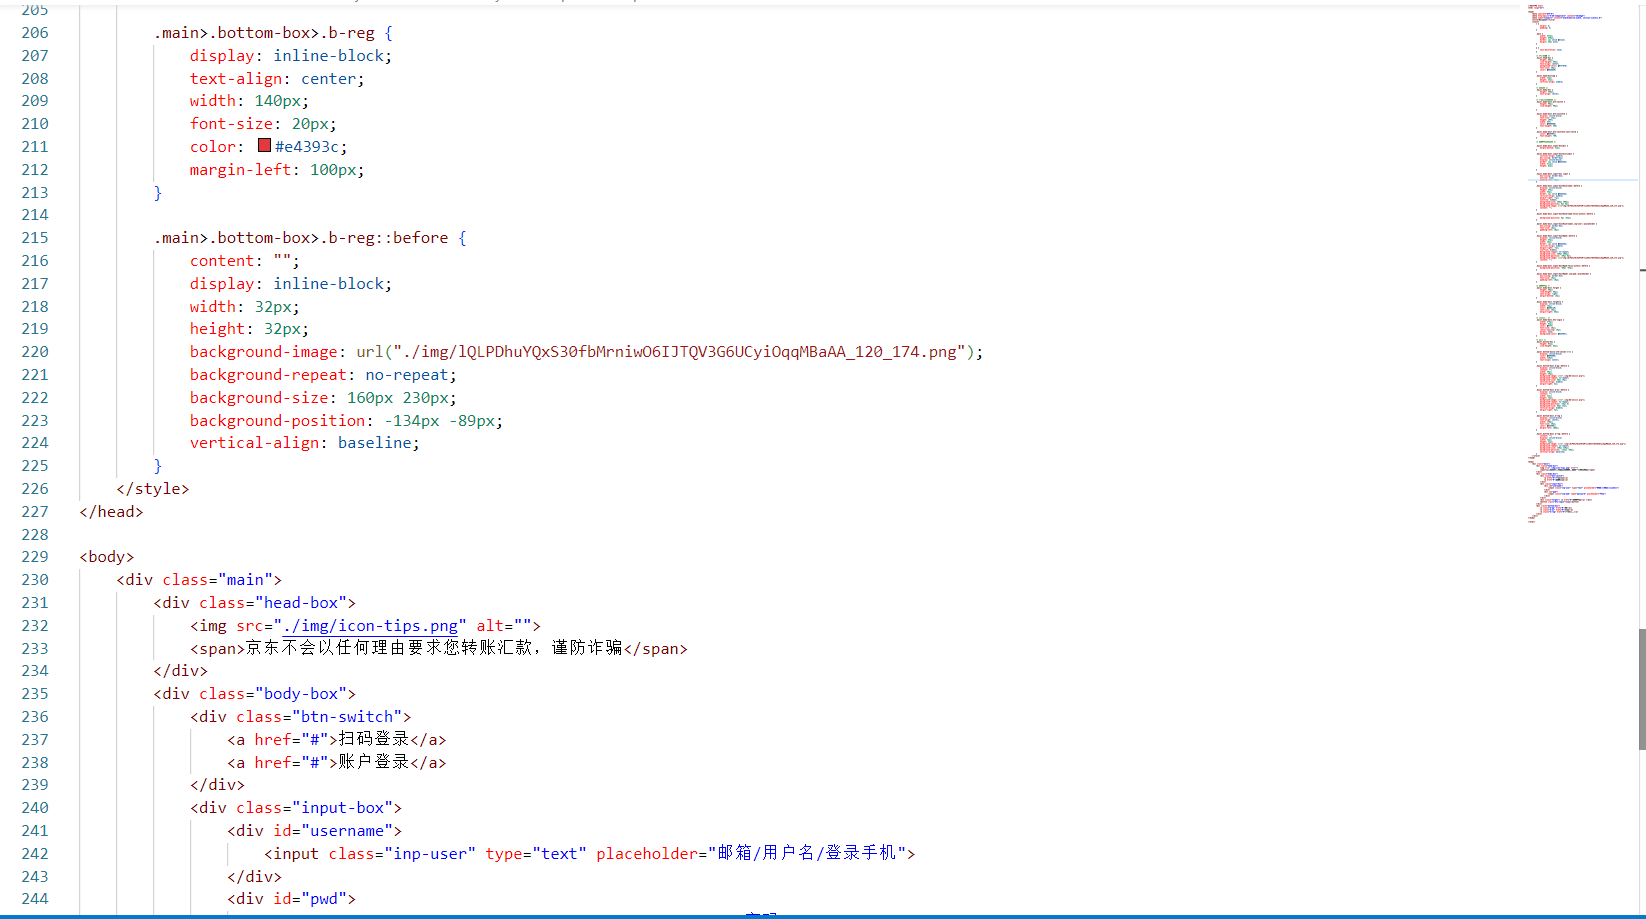 205
206 .main>.bottom-box>.b-reg {
207 display: inline-block;
208 text-align: center;
209 width: 140px;
210 font-size: 20px;
211 color: #e4393c;
212 margin-left: 100px;
213 }
214
215 .main>.bottom-box>.b-reg::before {
216 content: "";
217 display: inline-block;
218 width: 32px;
219 height: 32px;
220 background-image: url("./img/lQLPDhuYQxS30fbMrniwO6IJTQV3G6UCyiOqqMBaAA_120_174.png");
221 background-repeat: no-repeat;
222 background-size: 160px 230px;
223 background-position: -134px -89px;
224 vertical-align: baseline;
225 }
226 </style>
227 </head>
228
229 <body>
230 <div class="main">
231 <div class="head-box">
232 <img src="./img/icon-tips.png" alt="">
233 <span>京东不会以任何理由要求您转账汇款，谨防诈骗</span>
234 </div>
235 <div class="body-box">
236 <div class="btn-switch">
237 <a href="#">扫码登录</a>
238 <a href="#">账户登录</a>
239 </div>
240 <div class="input-box">
241 <div id="username">
242 <input class="inp-user" type="text" placeholder="邮箱/用户名/登录手机">
243 </div>
244 <div id="pwd">